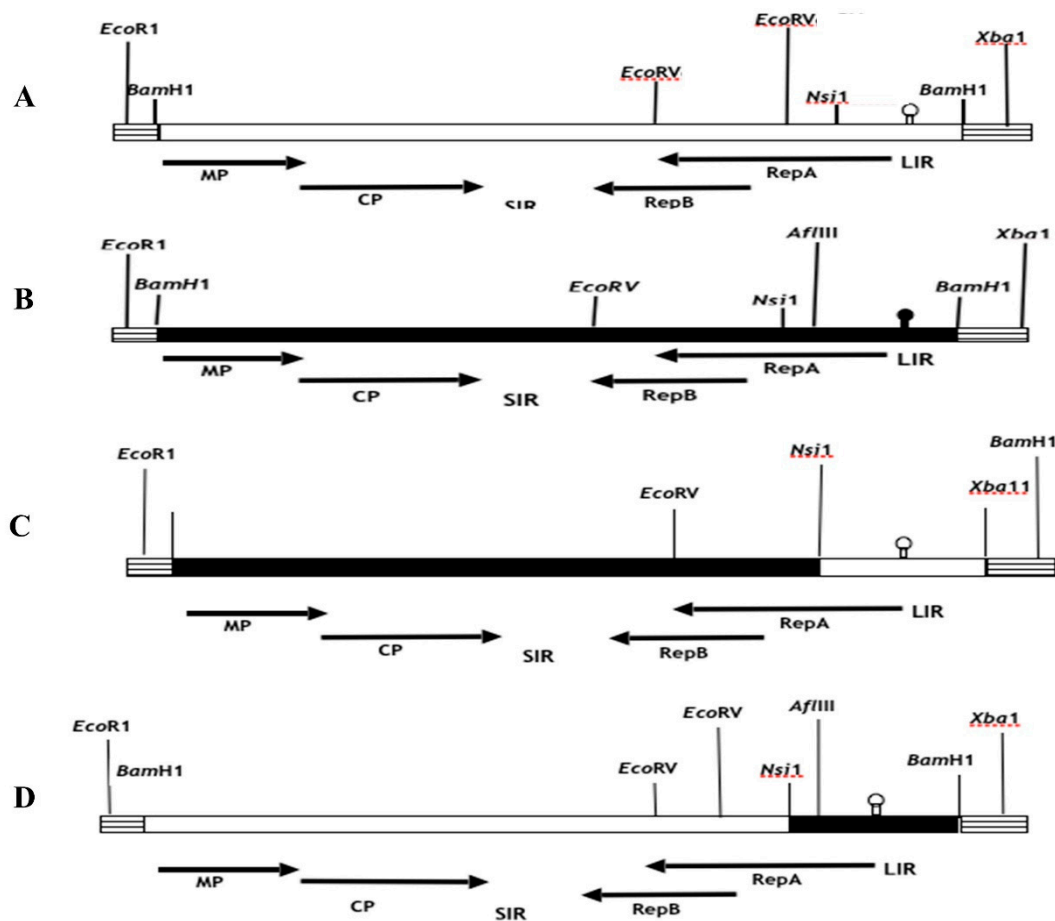 EcoRV
EcoR1
Xba1
EcoRV
BamH1
BamH1
A
Nsi1
MP
RepA
LIR
CP
SIR
RepB
EcoR1
AflIII
Xba1
BamH1
EcoRV
BamH1
B
Nsi1
MP
RepA
LIR
CP
SIR
RepB
BamH1
EcoR1
Nsi1
EcoRV
Xba11
C
MP
RepA
LIR
CP
SIR
RepB
AflIII
EcoRV
Xba1
EcoR1
BamH1
EcoRV
Nsi1
BamH1
D
MP
RepA
LIR
CP
SIR
RepB